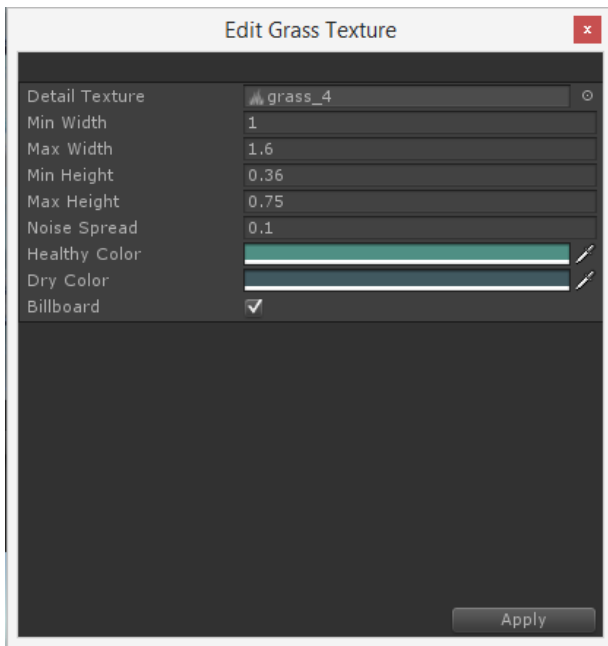 Edit Grass Texture
x
Detail Texture grass_4
Min Width 1
Max Width 1.6
Min Height 0.36
Max Height 0.75
Noise Spread 0.1
Healthy Color
Dry Color
Billboard
Apply